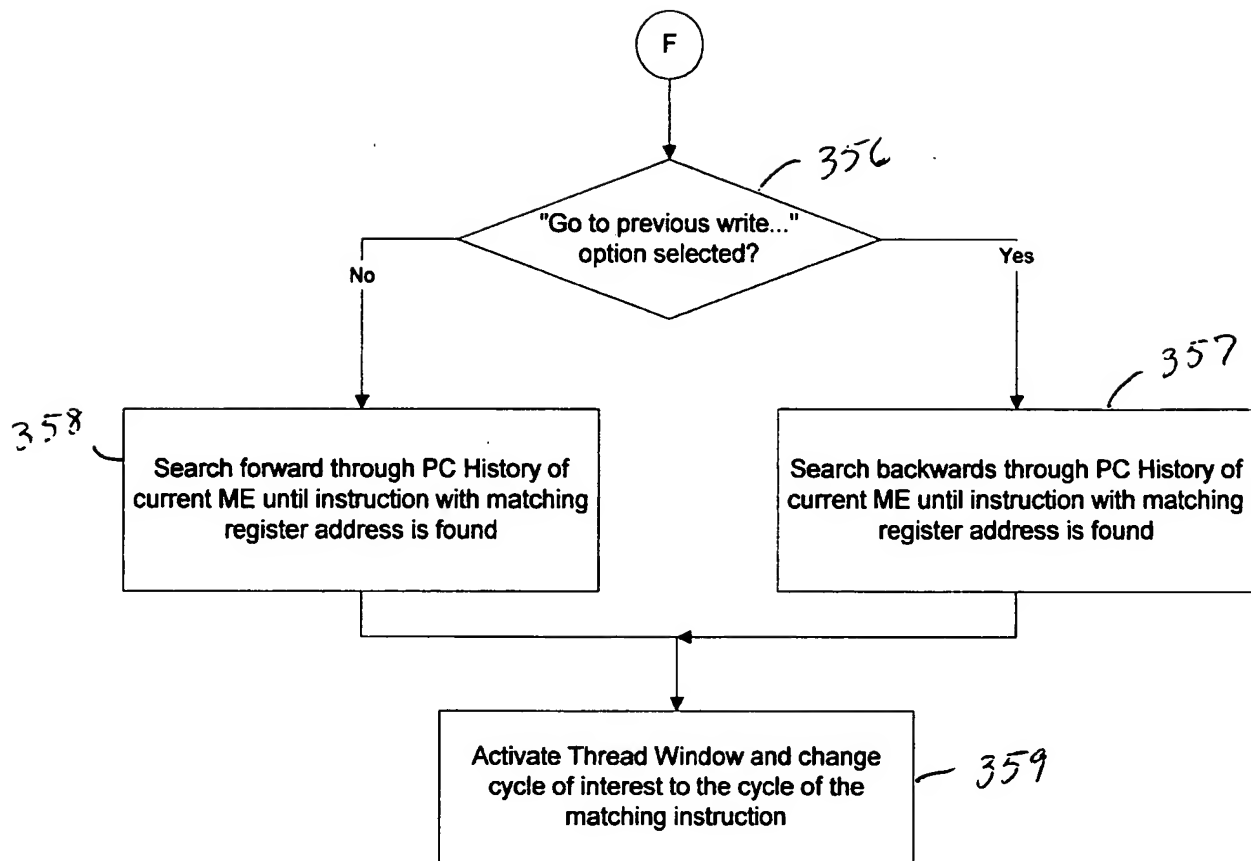 F
356
"Go to previous write..."
option selected?
No
Yes
357
358
Search forward through PC History of
current ME until instruction with matching
register address is found
Search backwards through PC History of
current ME until instruction with matching
register address is found
Activate Thread Window and change
cycle of interest to the cycle of the
matching instruction
359